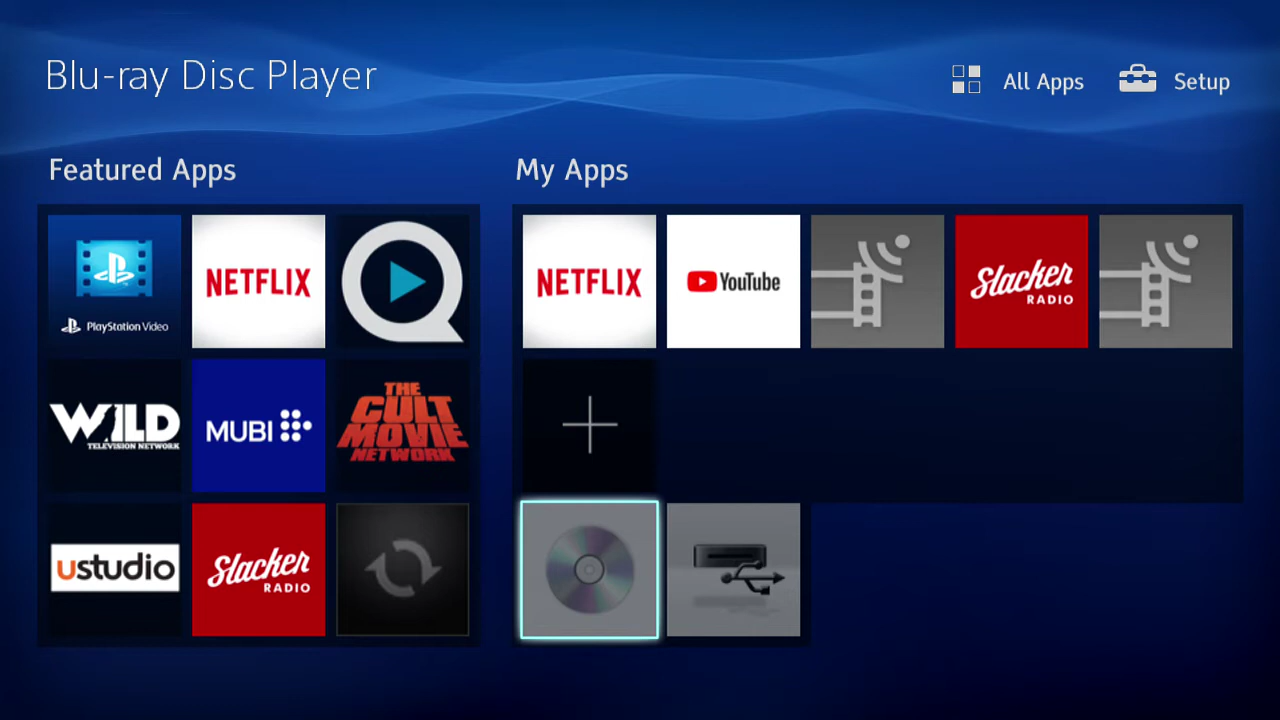 Blu-ray Disc Player
All Apps
Setup
Featured Apps
My Apps
PlayStation Video
NETFLIX
NETFLIX
YouTube
Slacker
RADIO
WILD
TELEVISION NETWORK
MUBI
THE
CULT
MOVIE
NETWORK
ustudio
Slacker
RADIO